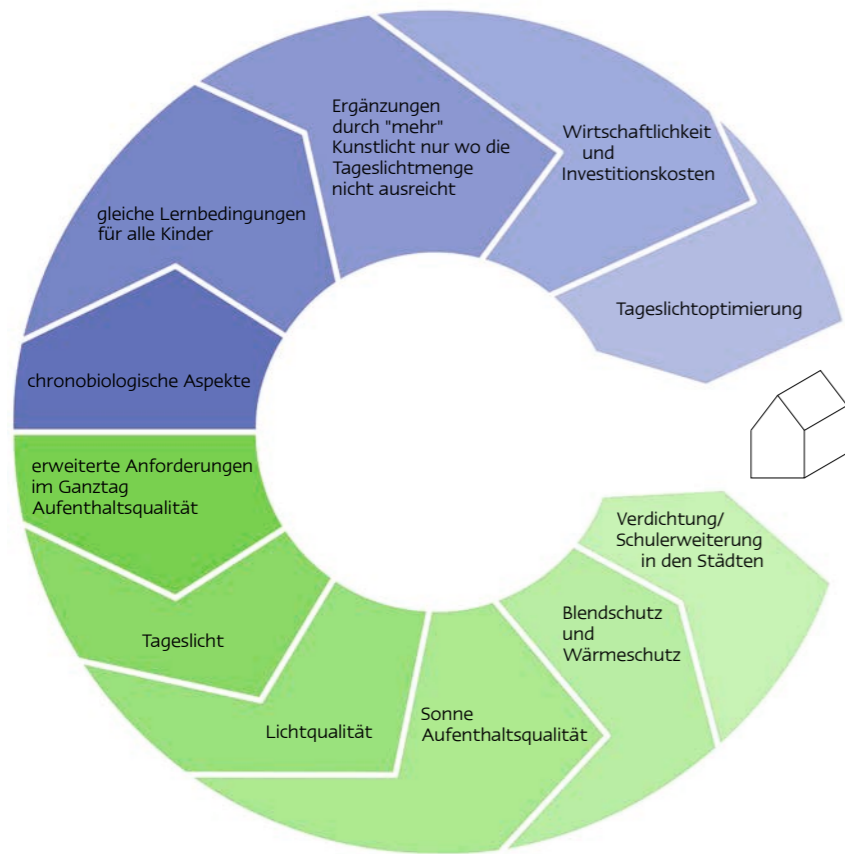 Ergänzungen
durch "mehr"
Kunstlicht nur wo die
Tageslichtmenge
nicht ausreicht
Wirtschaftlichkeit
und
Investitionskosten
gleiche Lernbedingungen
für alle Kinder
Tageslichtoptimierung
chronobiologische Aspekte
erweiterte Anforderungen
im Ganztag
Aufenthaltsqualität
Verdichtung/
Schulerweiterung
in den Städten
Tageslicht
Blendschutz
und
Wärmeschutz
Lichtqualität
Sonne
Aufenthaltsqualität